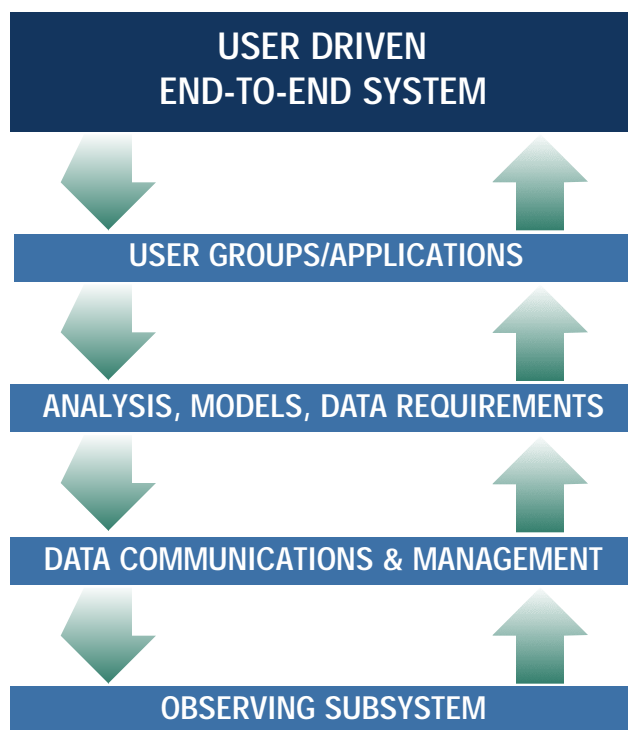 USER DRIVEN
END-TO-END SYSTEM
USER GROUPS/APPLICATIONS
ANALYSIS, MODELS, DATA REQUIREMENTS
DATA COMMUNICATIONS & MANAGEMENT
OBSERVING SUBSYSTEM